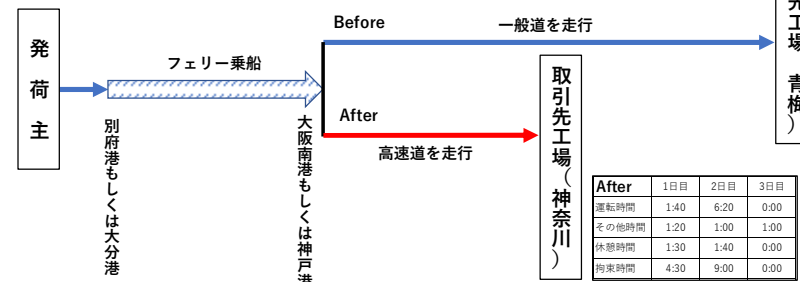 発荷主
フェリー乗船
別府港もしくは大分港
大阪南港もしくは神戸港
Before
一般道を走行
先工場 青梅）
After
高速道を走行
取引先工場（神奈川）
After 1日目 2日目 3日目
運転時間 1:40 6:20 0:00
その他時間 1:20 1:00 1:00
休憩時間 1:30 1:40 0:00
拘束時間 4:30 9:00 0:00